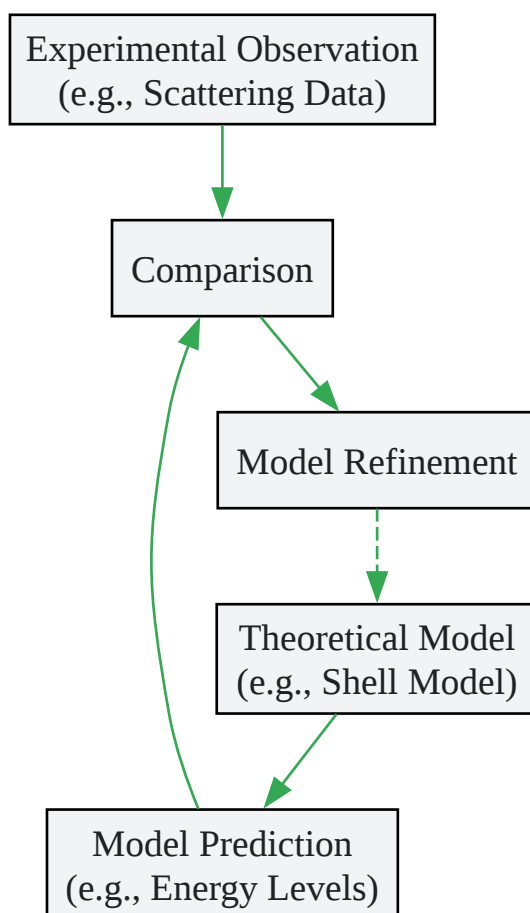 Experimental Observation
(e.g., Scattering Data)
Comparison
Model Refinement
Theoretical Model
(e.g., Shell Model)
Model Prediction
(e.g., Energy Levels)